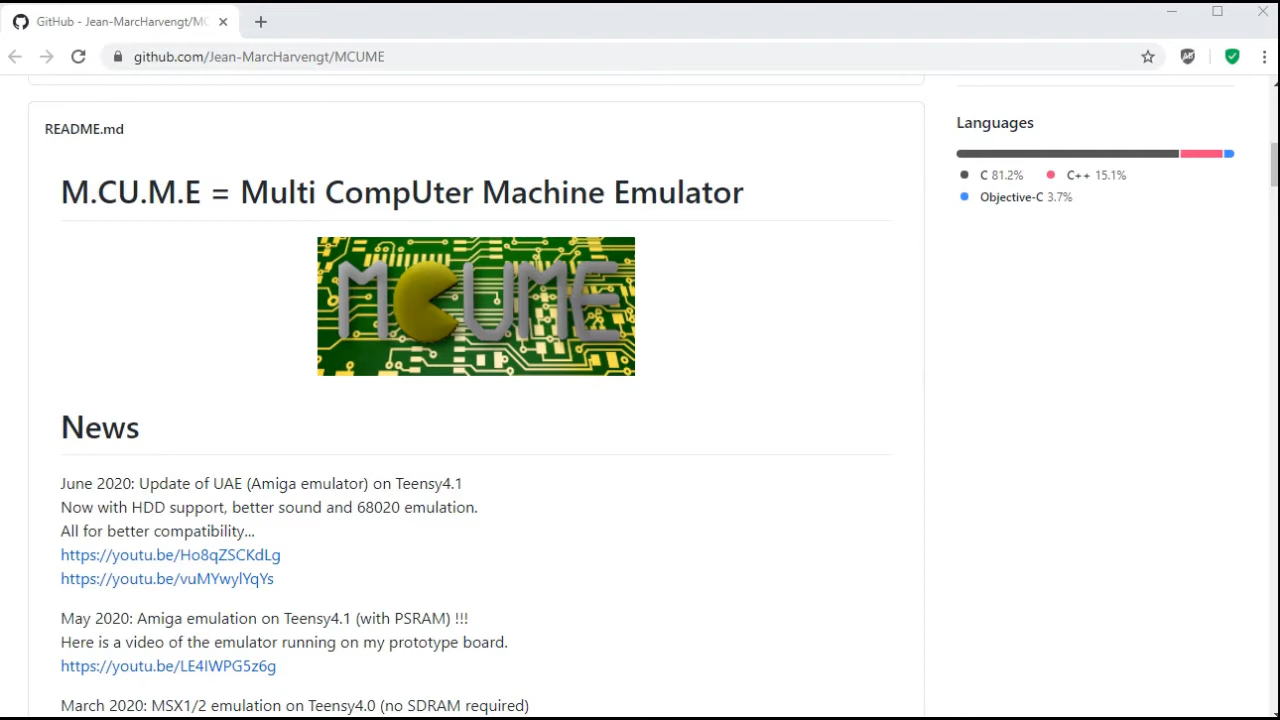 GitHub - Jean-MarcHarvengt/MC
github.com/Jean-MarcHarvengt/MCUME
README.md
M.CU.M.E = Multi CompUter Machine Emulator
MCUME
News
June 2020: Update of UAE (Amiga emulator) on Teensy4.1
Now with HDD support, better sound and 68020 emulation.
All for better compatibility...
https://youtu.be/Ho8qZSCKdLg
https://youtu.be/vuMYwylYqYs
May 2020: Amiga emulation on Teensy4.1 (with PSRAM) !!!
Here is a video of the emulator running on my prototype board.
https://youtu.be/LE4IWPG5z6g
March 2020: MSX1/2 emulation on Teensy4.0 (no SDRAM required)
Languages
C 81.2% C++ 15.1%
Objective-C 3.7%